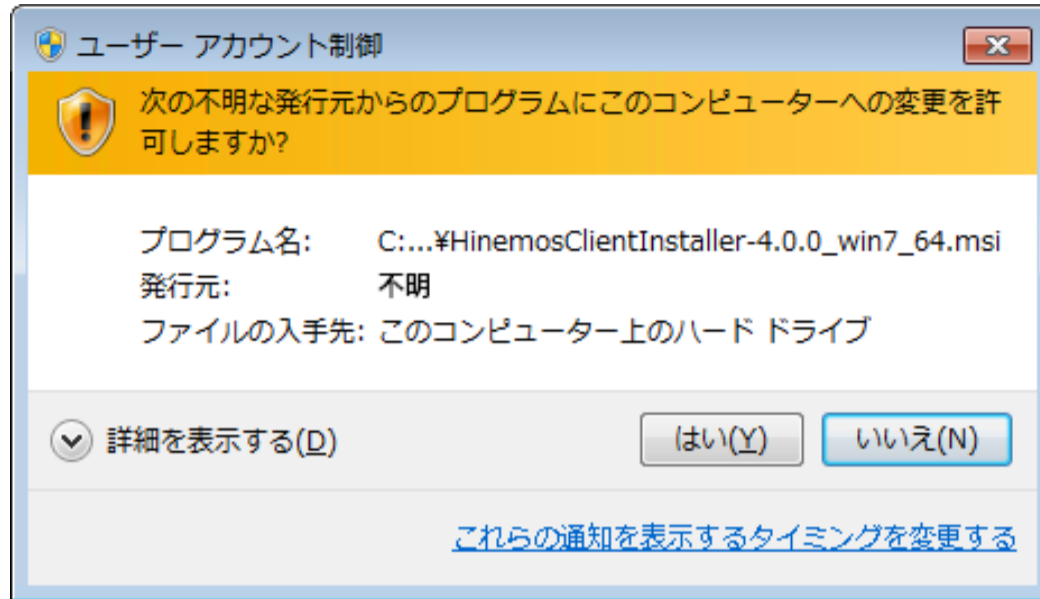 ユーザー アカウント制御
次の不明な発行元からのプログラムにこのコンピューターへの変更を許
可しますか?
プログラム名: C:...¥HinemosClientInstaller-4.0.0_win7_64.msi
発行元: 不明
ファイルの入手先: このコンピューター上のハード ドライブ
詳細を表示する(D) はい(Y) いいえ(N)
これらの通知を表示するタイミングを変更する